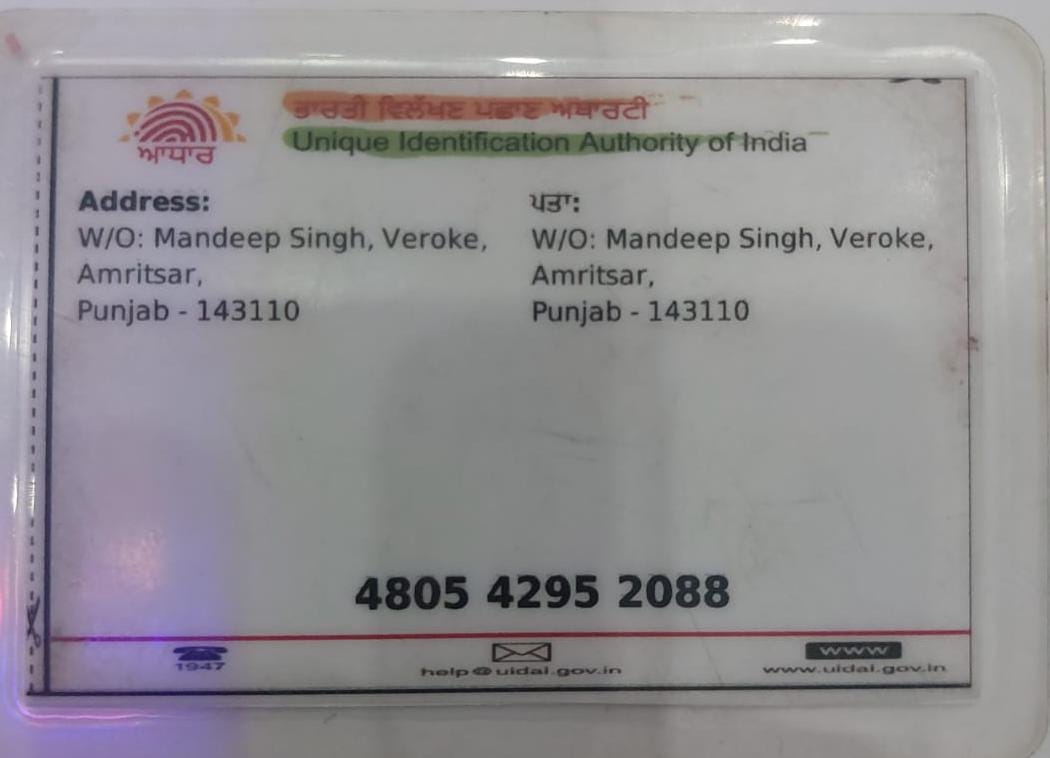 ਭਾਰਤੀ ਵਿਲੱਖਣ ਪਛਾਣ ਅਥਾਰਟੀ
Unique Identification Authority of India
ਆਧਾਰ
Address:
W/O: Mandeep Singh, Veroke,
Amritsar,
Punjab - 143110
ਪਤਾ:
W/O: Mandeep Singh, Veroke,
Amritsar,
Punjab - 143110
4805 4295 2088
1947
help@uidai.gov.in
WWW
www.uidai.gov.in